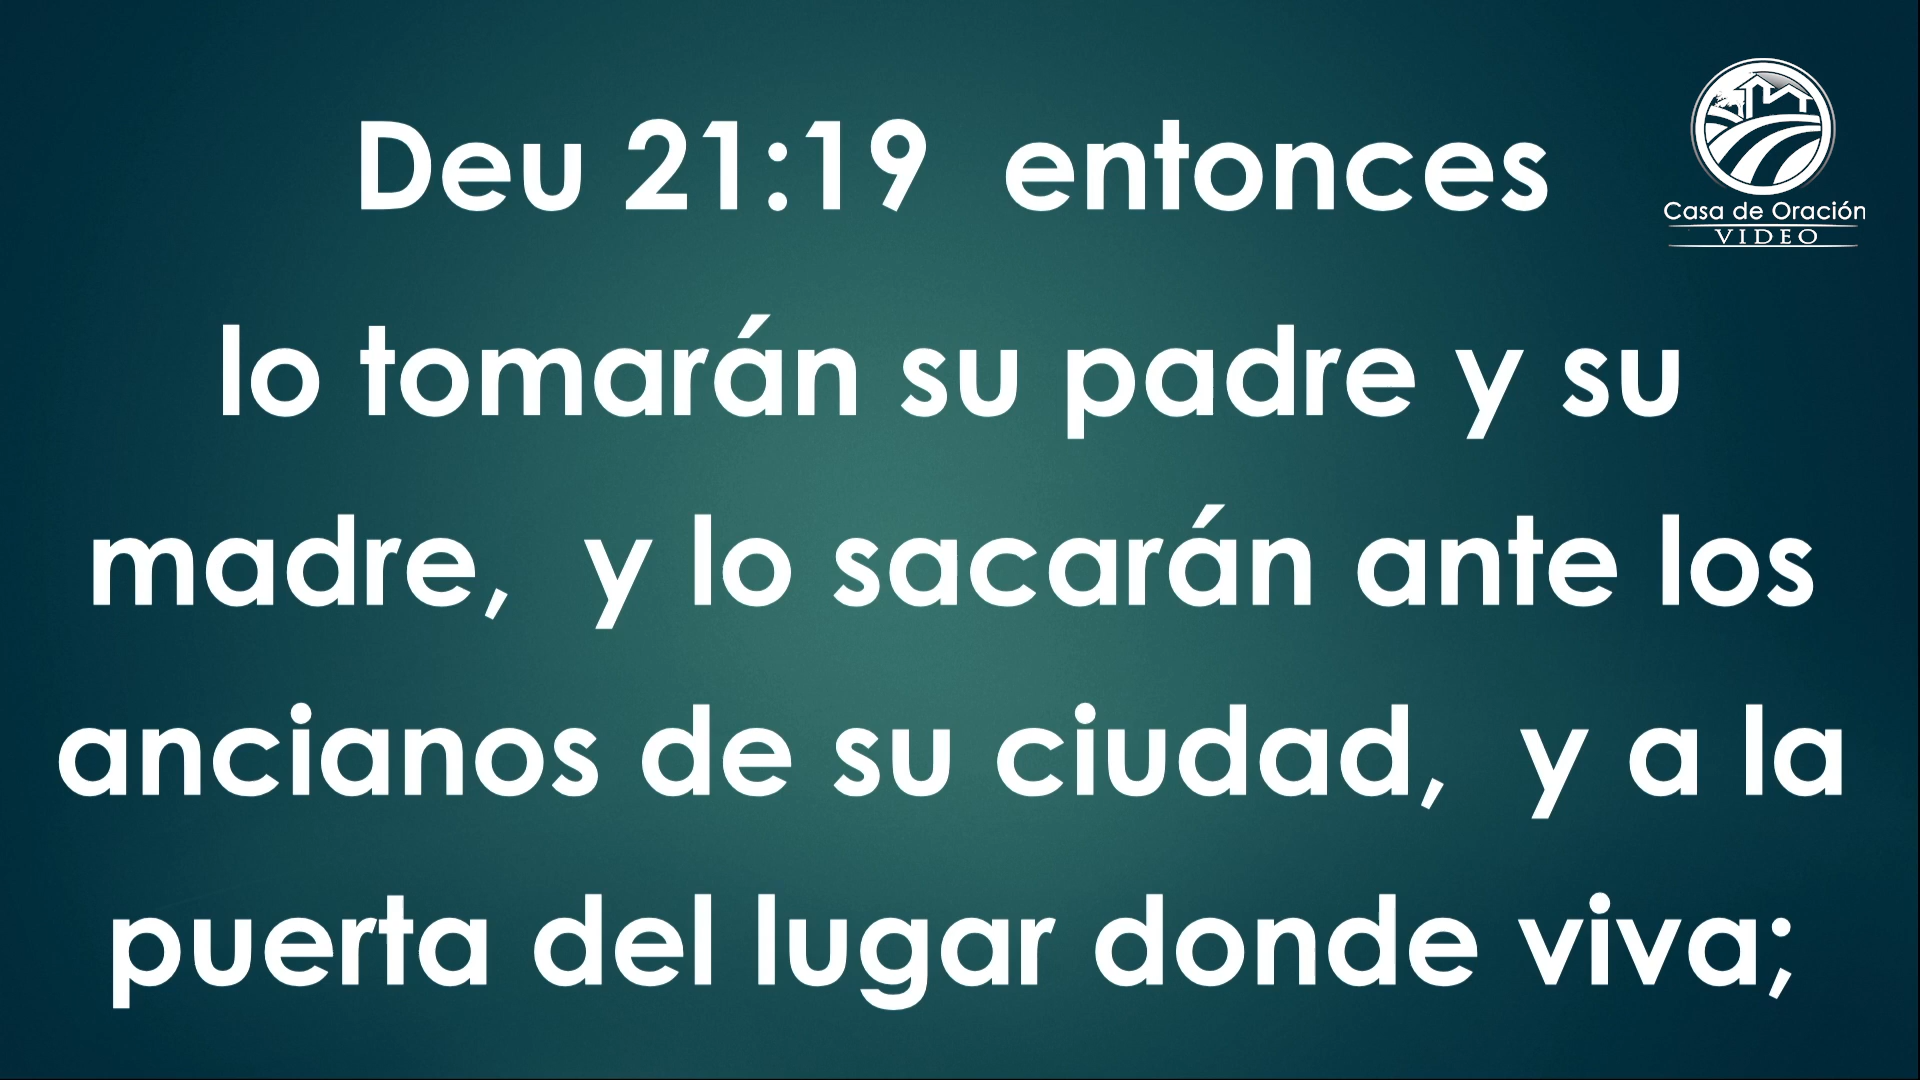 Deu 21:19  entonces
lo tomarán su padre y su
madre,  y lo sacarán ante los
ancianos de su ciudad,  y a la
puerta del lugar donde viva;
Casa de Oración
VIDEO